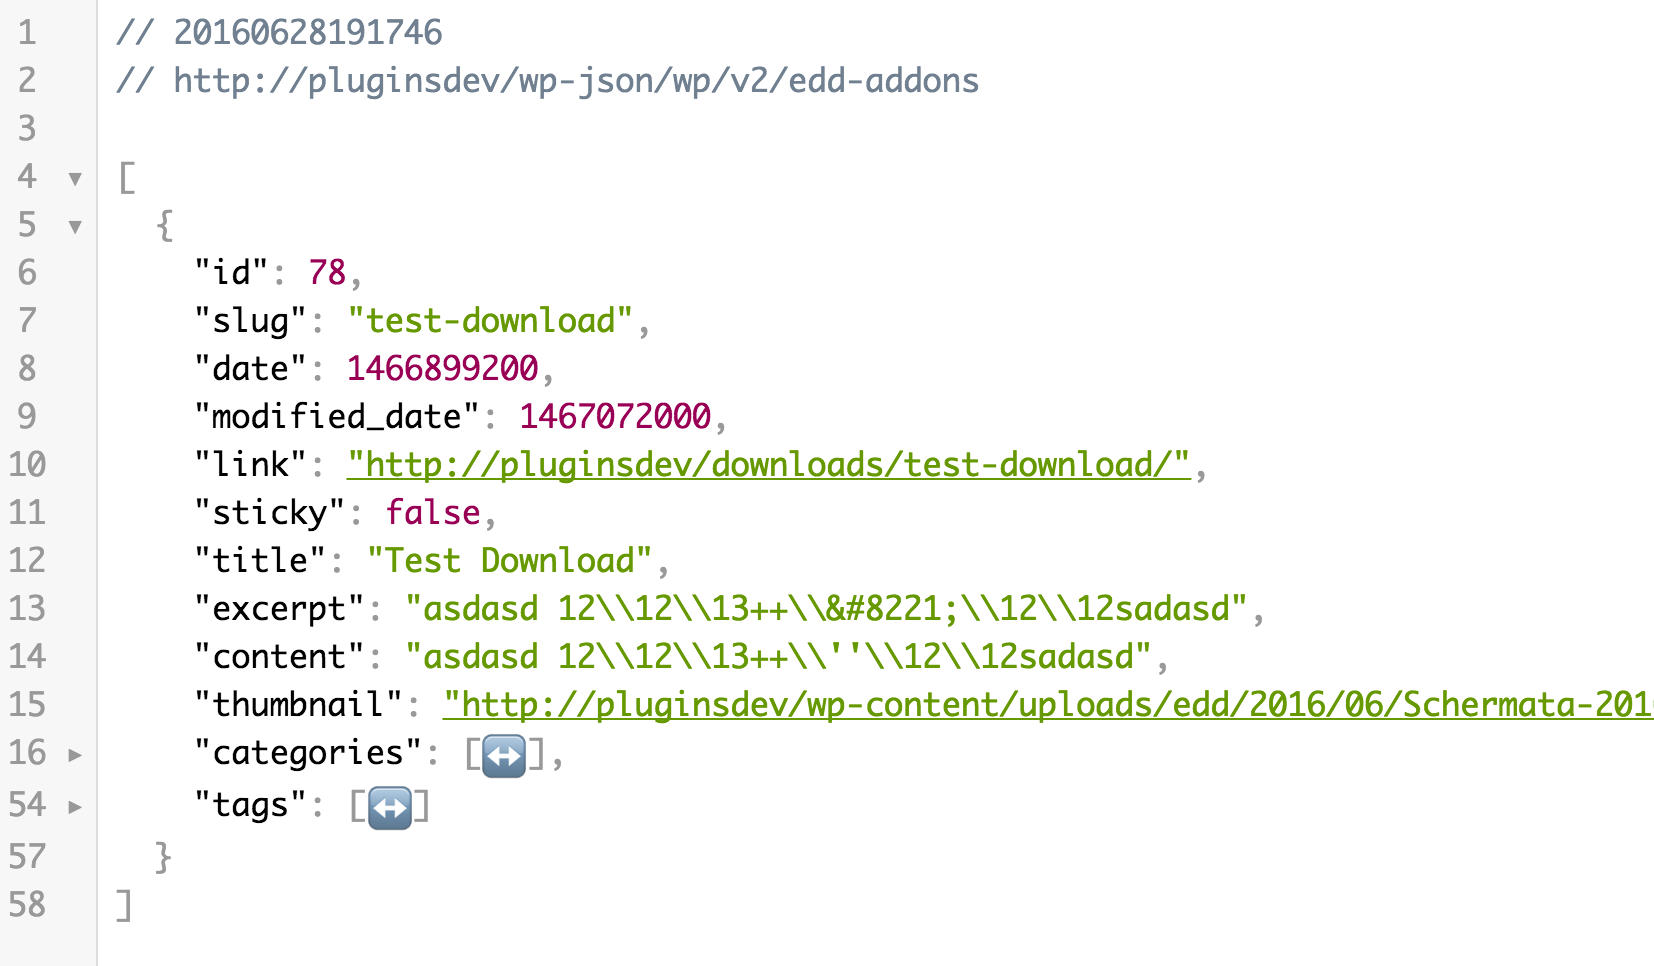 1 // 20160628191746
2 // http://pluginsdev/wp-json/wp/v2/edd-addons
3
4 [
5 {
6 "id": 78,
7 "slug": "test-download",
8 "date": 1466899200,
9 "modified_date": 1467072000,
10 "link": "http://pluginsdev/downloads/test-download/",
11 "sticky": false,
12 "title": "Test Download",
13 "excerpt": "asdasd 12\\12\\13++\\&#8221;\\12\\12sadasd",
14 "content": "asdasd 12\\12\\13++\\''\\12\\12sadasd",
15 "thumbnail": "http://pluginsdev/wp-content/uploads/edd/2016/06/Schermata-201
16 "categories": [↔],
54 "tags": [↔]
57 }
58 ]